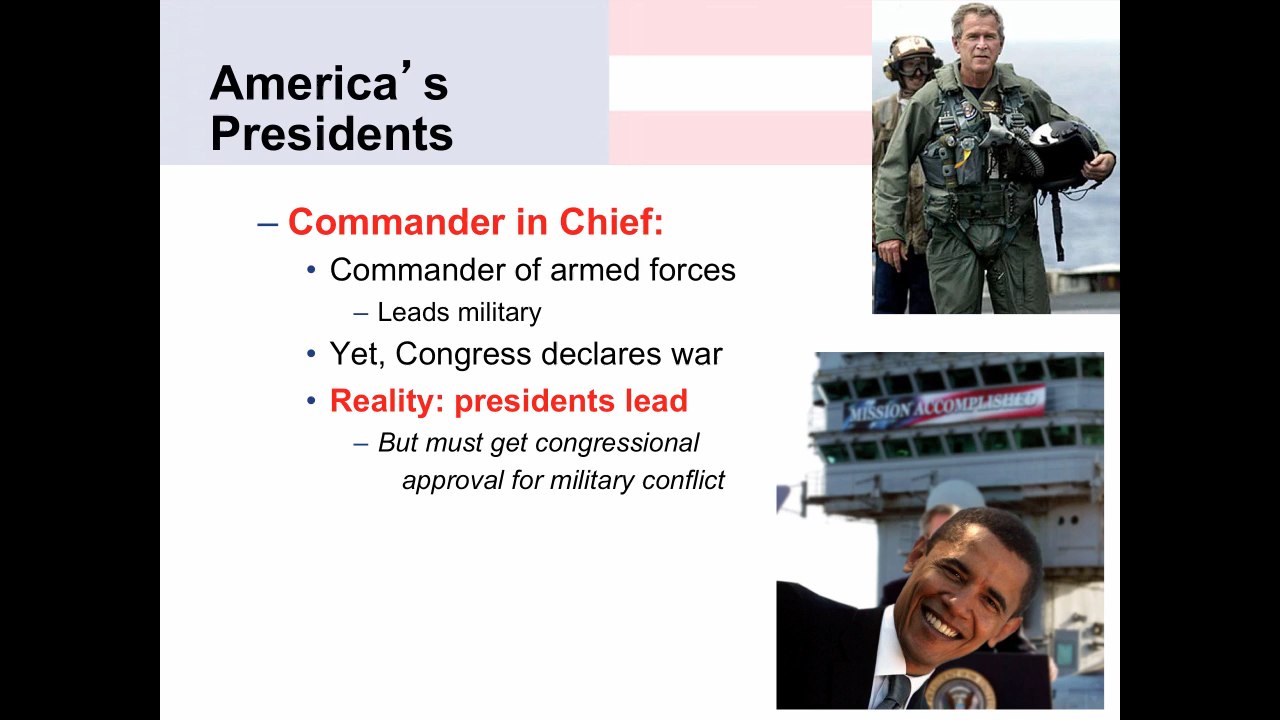 America’s
Presidents
– Commander in Chief:
• Commander of armed forces
– Leads military
• Yet, Congress declares war
• Reality: presidents lead
– But must get congressional
approval for military conflict
MISSION ACCOMPLISHED